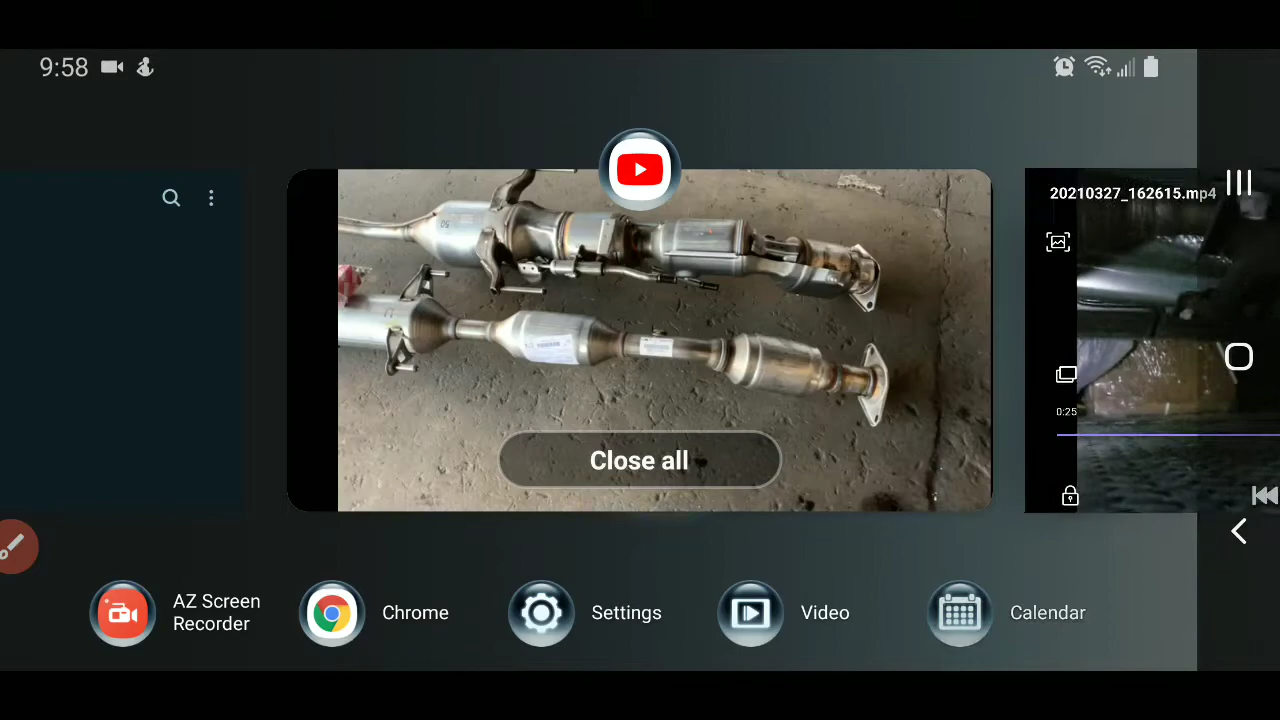 9:58
20210327_162615.mp4
0:25
Close all
AZ Screen
Recorder
Chrome
Settings
Video
Calendar